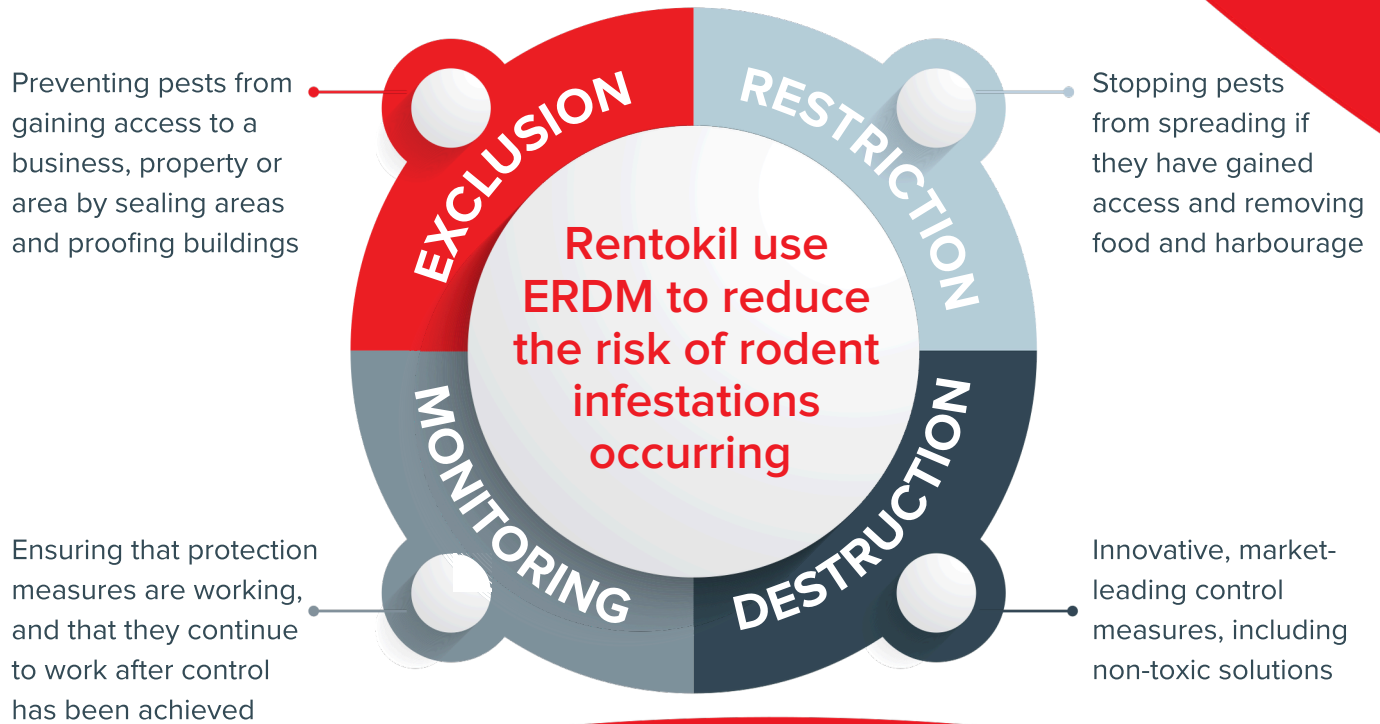 Preventing pests from
gaining access to a
business, property or
area by sealing areas
and proofing buildings
EXCLUSION
RESTRICTION
Stopping pests
from spreading if
they have gained
access and removing
food and harbourage
Rentokil use
ERDM to reduce
the risk of rodent
infestations
occurring
Ensuring that protection
measures are working,
and that they continue
to work after control
has been achieved
MONITORING
DESTRUCTION
Innovative, market-
leading control
measures, including
non-toxic solutions